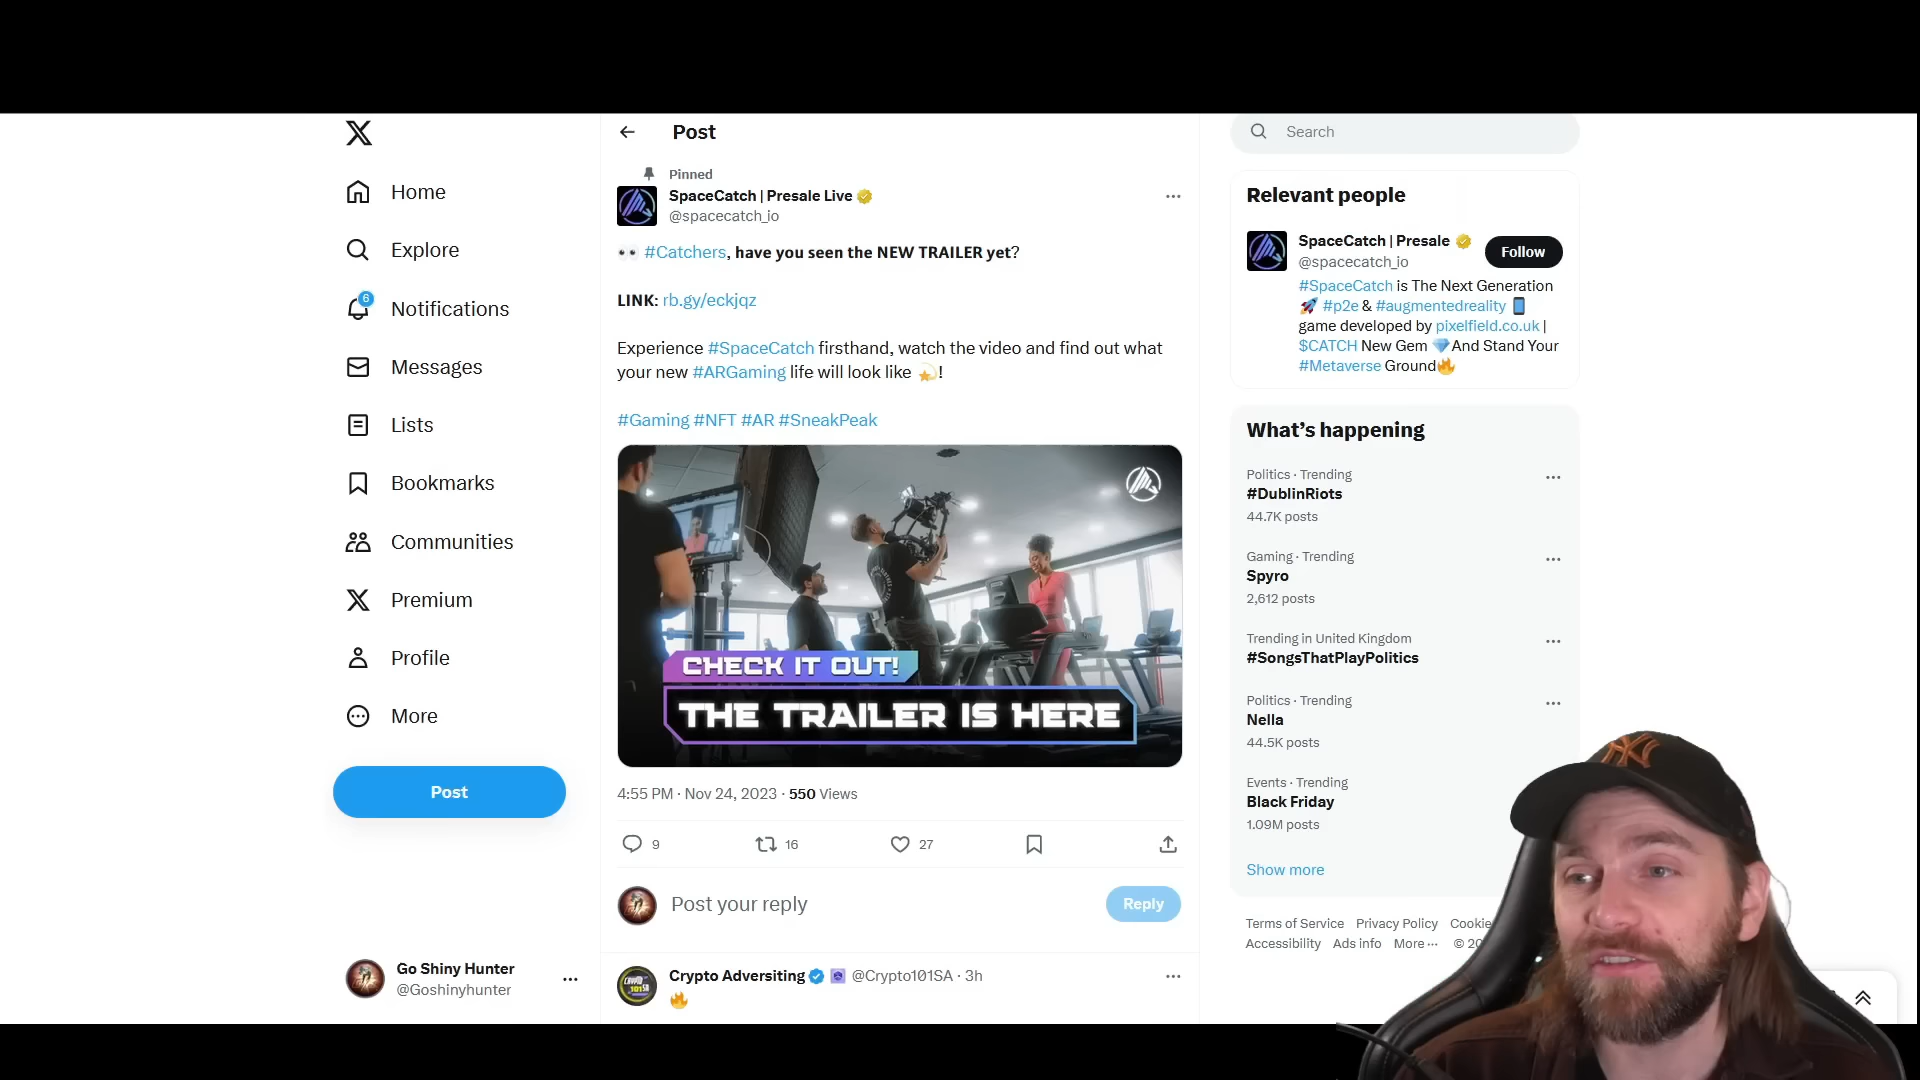 Post
Search
Home
Explore
6
Notifications
Messages
Lists
Bookmarks
Communities
Premium
Profile
More
Post
Go Shiny Hunter
@Goshinyhunter
Pinned
SpaceCatch | Presale Live
@spacecatch_io
#Catchers, have you seen the NEW TRAILER yet?
LINK: rb.gy/eckjqz
Experience #SpaceCatch firsthand, watch the video and find out what
your new #ARGaming life will look like 💫!
#Gaming #NFT #AR #SneakPeak
CHECK IT OUT!
THE TRAILER IS HERE
4:55 PM · Nov 24, 2023 · 550 Views
9
16
27
Post your reply
Reply
Crypto Adversiting @Crypto101SA · 3h
🔥
Relevant people
SpaceCatch | Presale
@spacecatch_io
Follow
#SpaceCatch is The Next Generation
🚀 #p2e & #augmentedreality 📱
game developed by pixelfield.co.uk |
$CATCH New Gem 💎And Stand Your
#Metaverse Ground🔥
What's happening
Politics · Trending
#DublinRiots
44.7K posts
Gaming · Trending
Spyro
2,612 posts
Trending in United Kingdom
#SongsThatPlayPolitics
Politics · Trending
Nella
44.5K posts
Events · Trending
Black Friday
1.09M posts
Show more
Terms of Service Privacy Policy Cookie
Accessibility Ads info More ··· © 20
NY